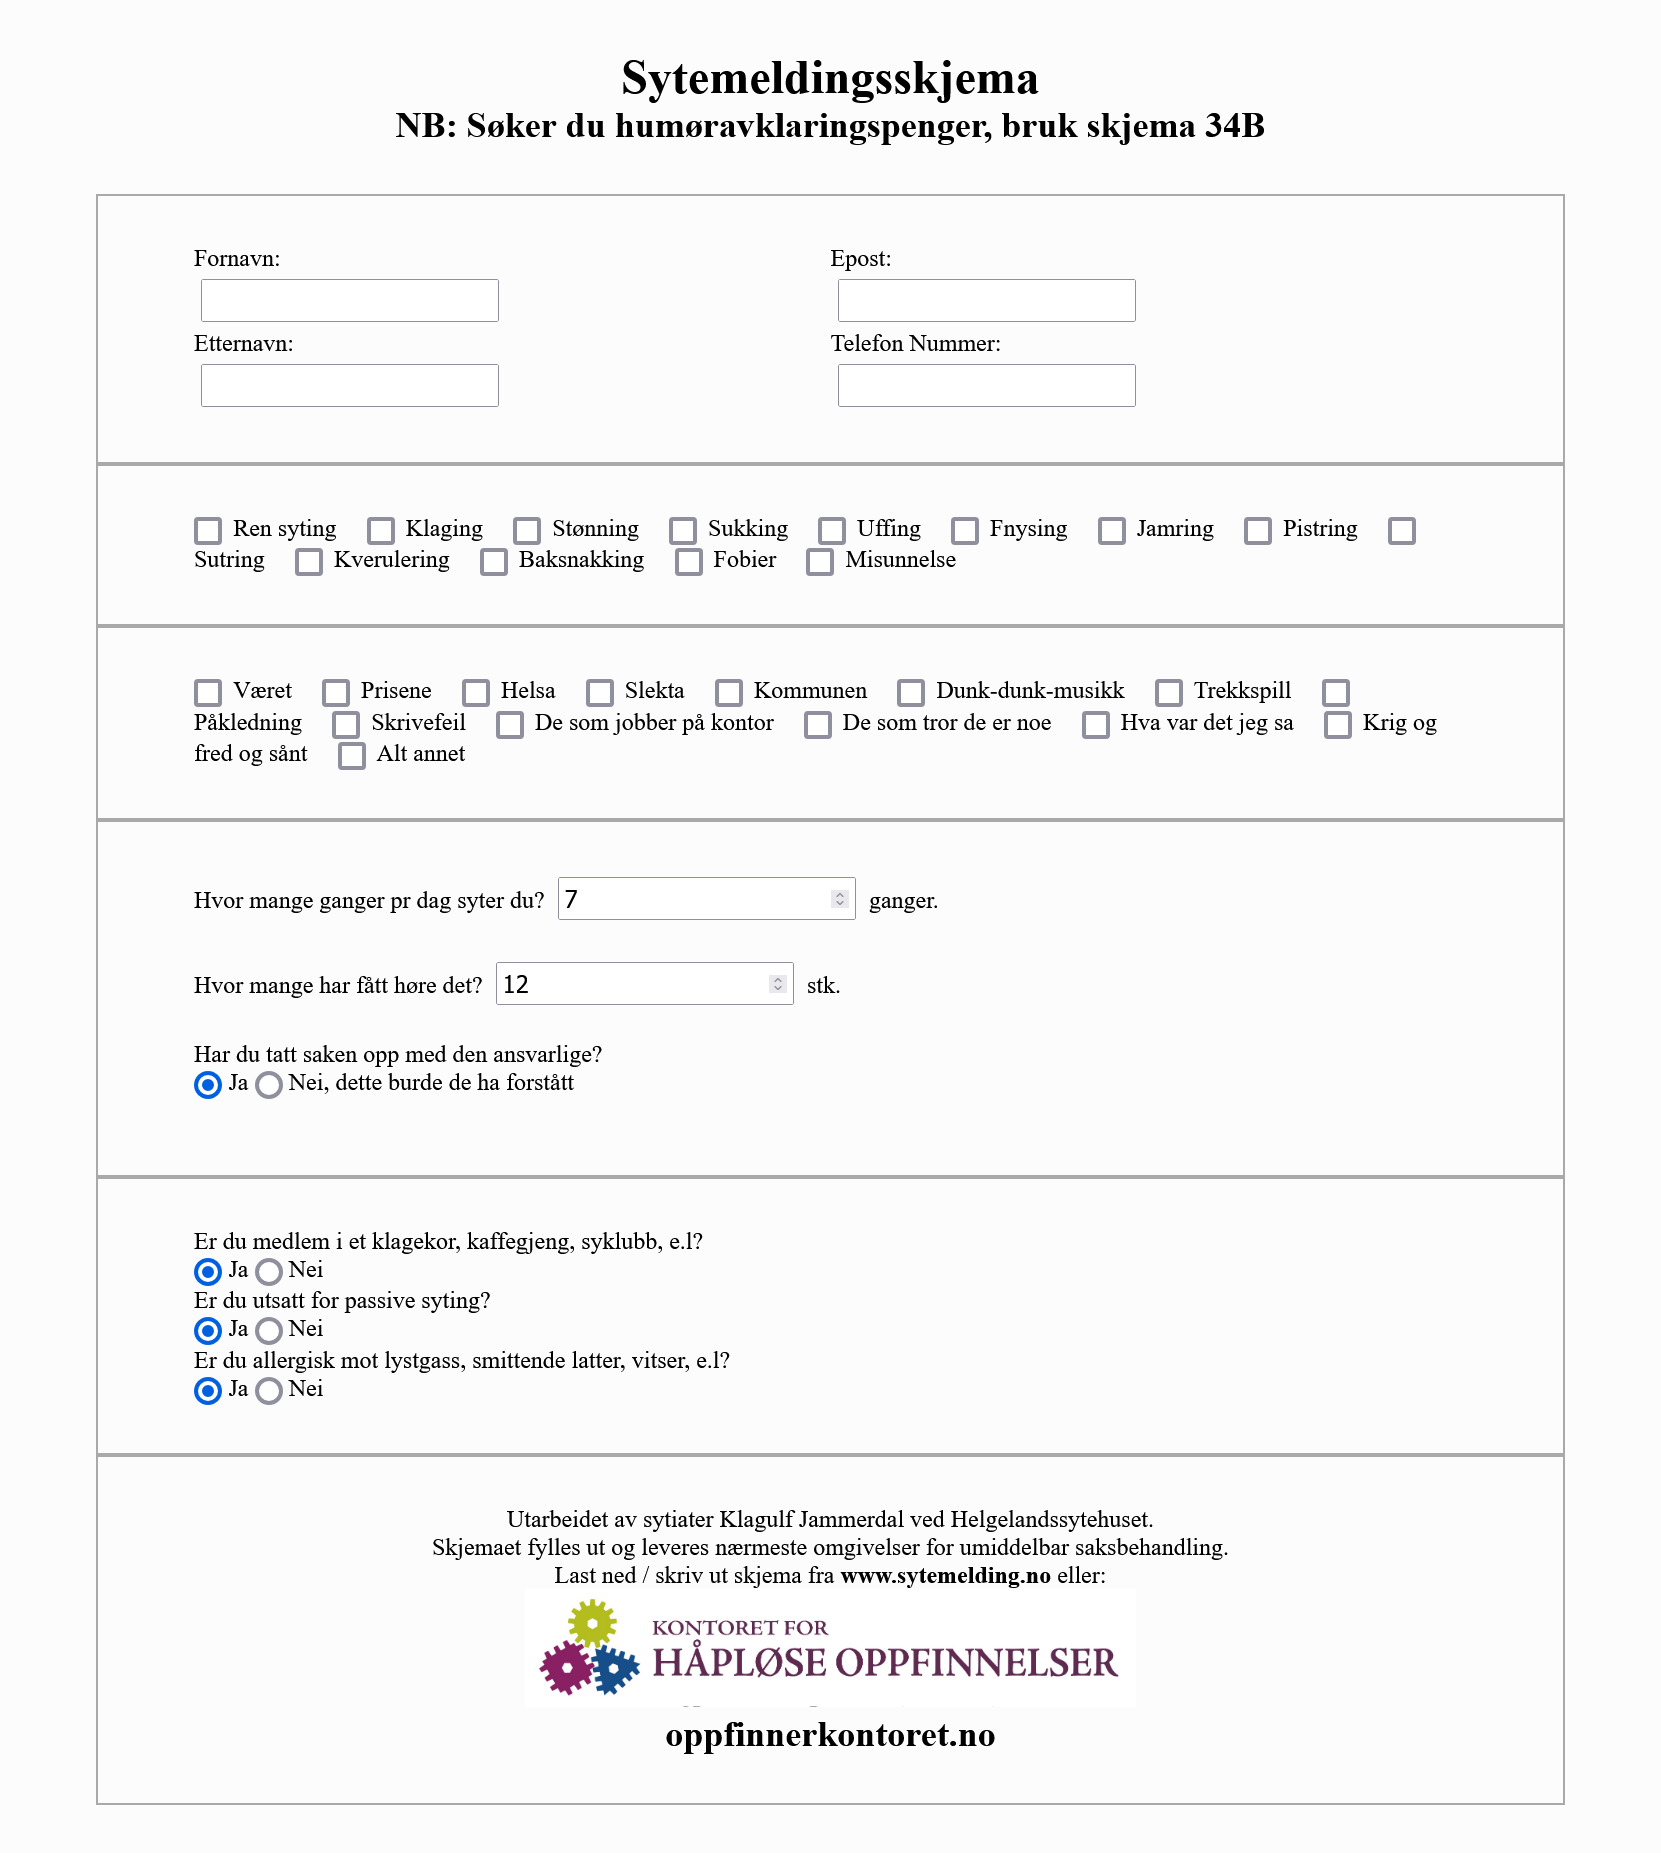 Sytemeldingsskjema
NB: Søker du humøravklaringspenger, bruk skjema 34B
Fornavn:
Epost:
Etternavn:
Telefon Nummer:
Ren syting Klaging Stønning Sukking Uffing Fnysing Jamring Pistring
Sutring Kverulering Baksnakking Fobier Misunnelse
Været Prisene Helsa Slekta Kommunen Dunk-dunk-musikk Trekkspill
Påkledning Skrivefeil De som jobber på kontor De som tror de er noe Hva var det jeg sa Krig og
fred og sånt Alt annet
Hvor mange ganger pr dag syter du? 7 ganger.
Hvor mange har fått høre det? 12 stk.
Har du tatt saken opp med den ansvarlige?
Ja Nei, dette burde de ha forstått
Er du medlem i et klagekor, kaffegjeng, syklubb, e.l?
Ja Nei
Er du utsatt for passive syting?
Ja Nei
Er du allergisk mot lystgass, smittende latter, vitser, e.l?
Ja Nei
Utarbeidet av sytiater Klagulf Jammerdal ved Helgelandssytehuset.
Skjemaet fylles ut og leveres nærmeste omgivelser for umiddelbar saksbehandling.
Last ned / skriv ut skjema fra www.sytemelding.no eller:
KONTORET FOR
HÅPLØSE OPPFINNELSER
oppfinnerkontoret.no